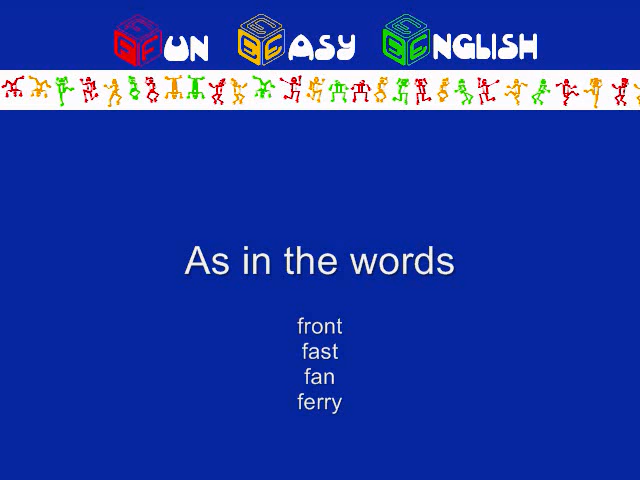 FUN EASY ENGLISH
As in the words
front
fast
fan
ferry